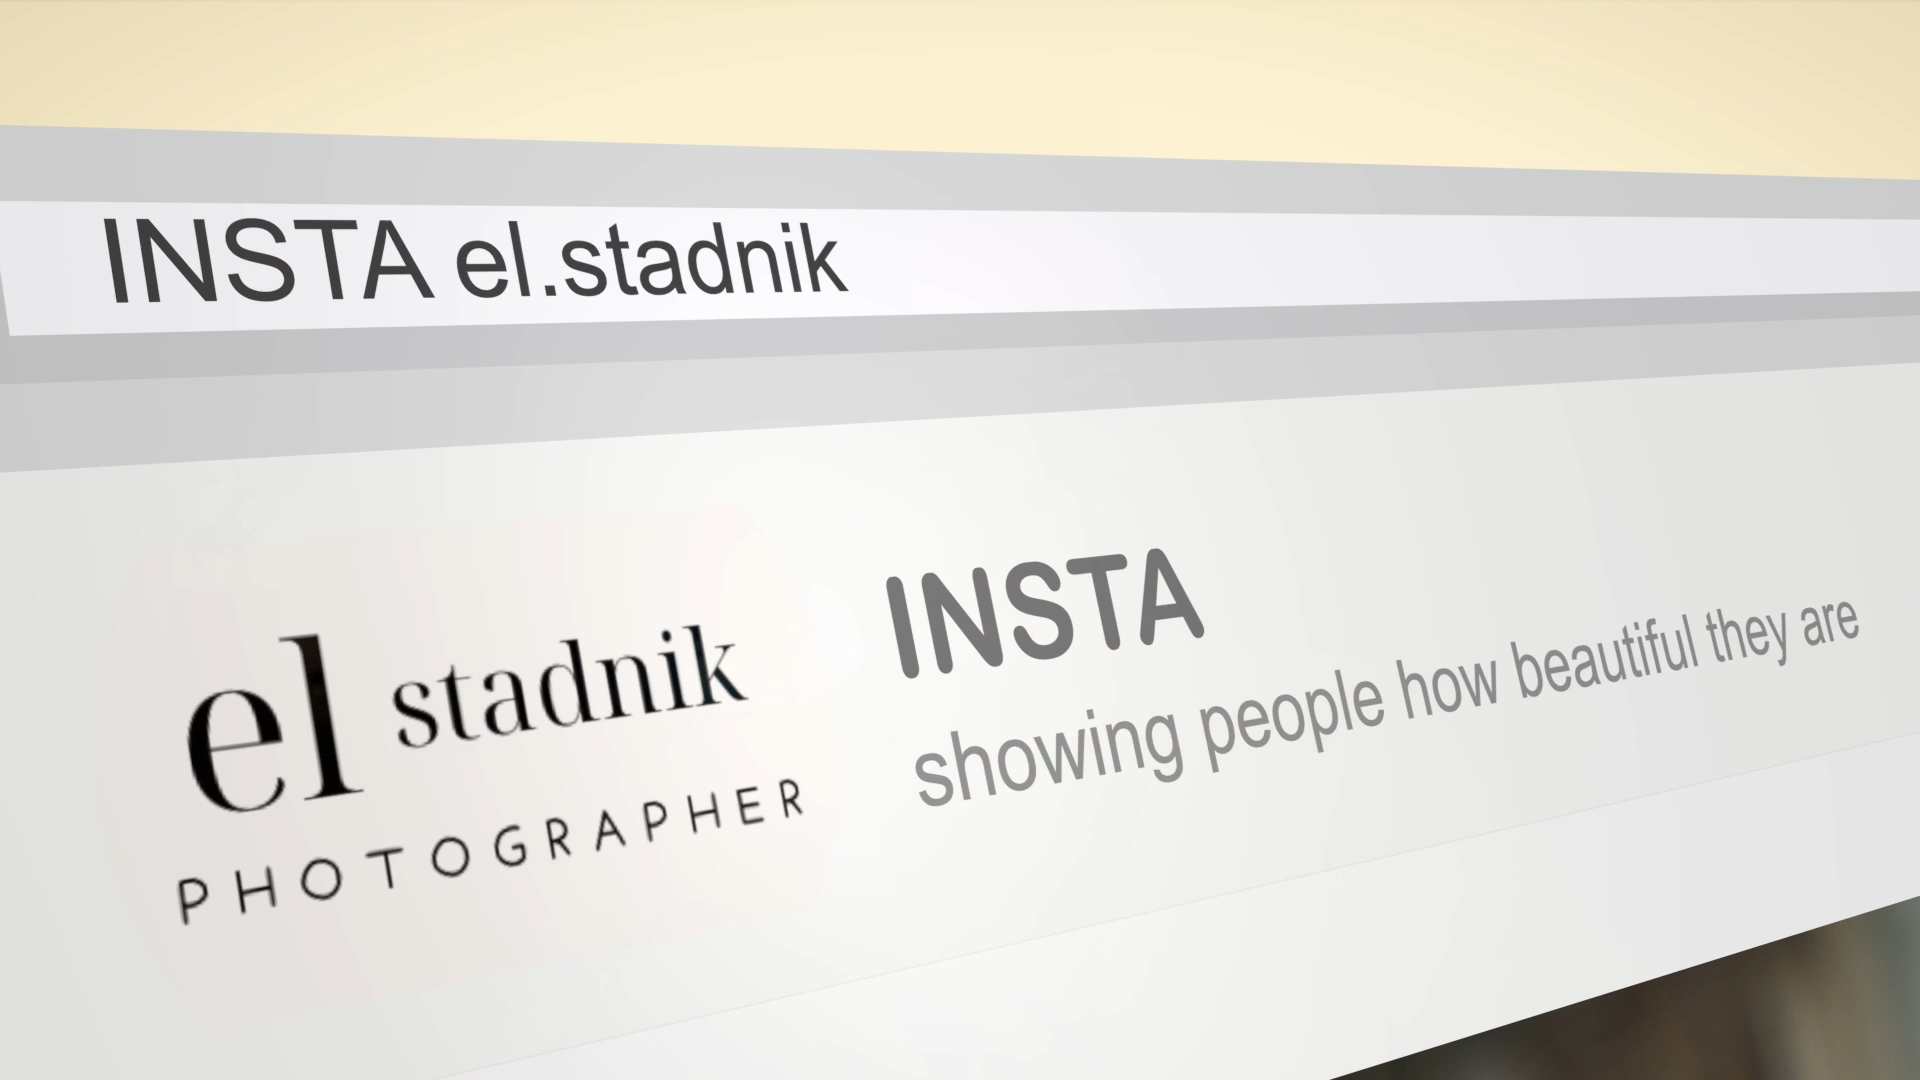 INSTA el.stadnik
el stadnik
PHOTOGRAPHER
INSTA
showing people how beautiful they are